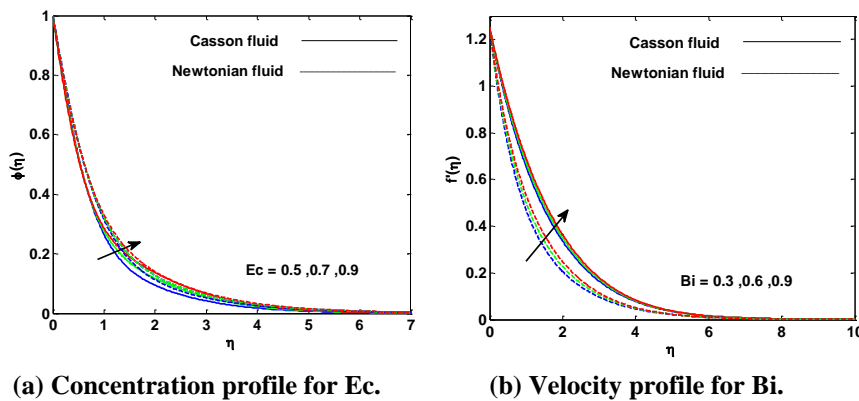 1
0.8
0.6
0.4
0.2
0
ϕ(η)
Casson fluid
Newtonian fluid
Ec = 0.5 ,0.7 ,0.9
0 1 2 3 4 5 6 7
η
(a) Concentration profile for Ec.
1.2
1
0.8
0.6
0.4
0.2
0
f'(η)
Casson fluid
Newtonian fluid
Bi = 0.3 ,0.6 ,0.9
0 2 4 6 8 10
η
(b) Velocity profile for Bi.